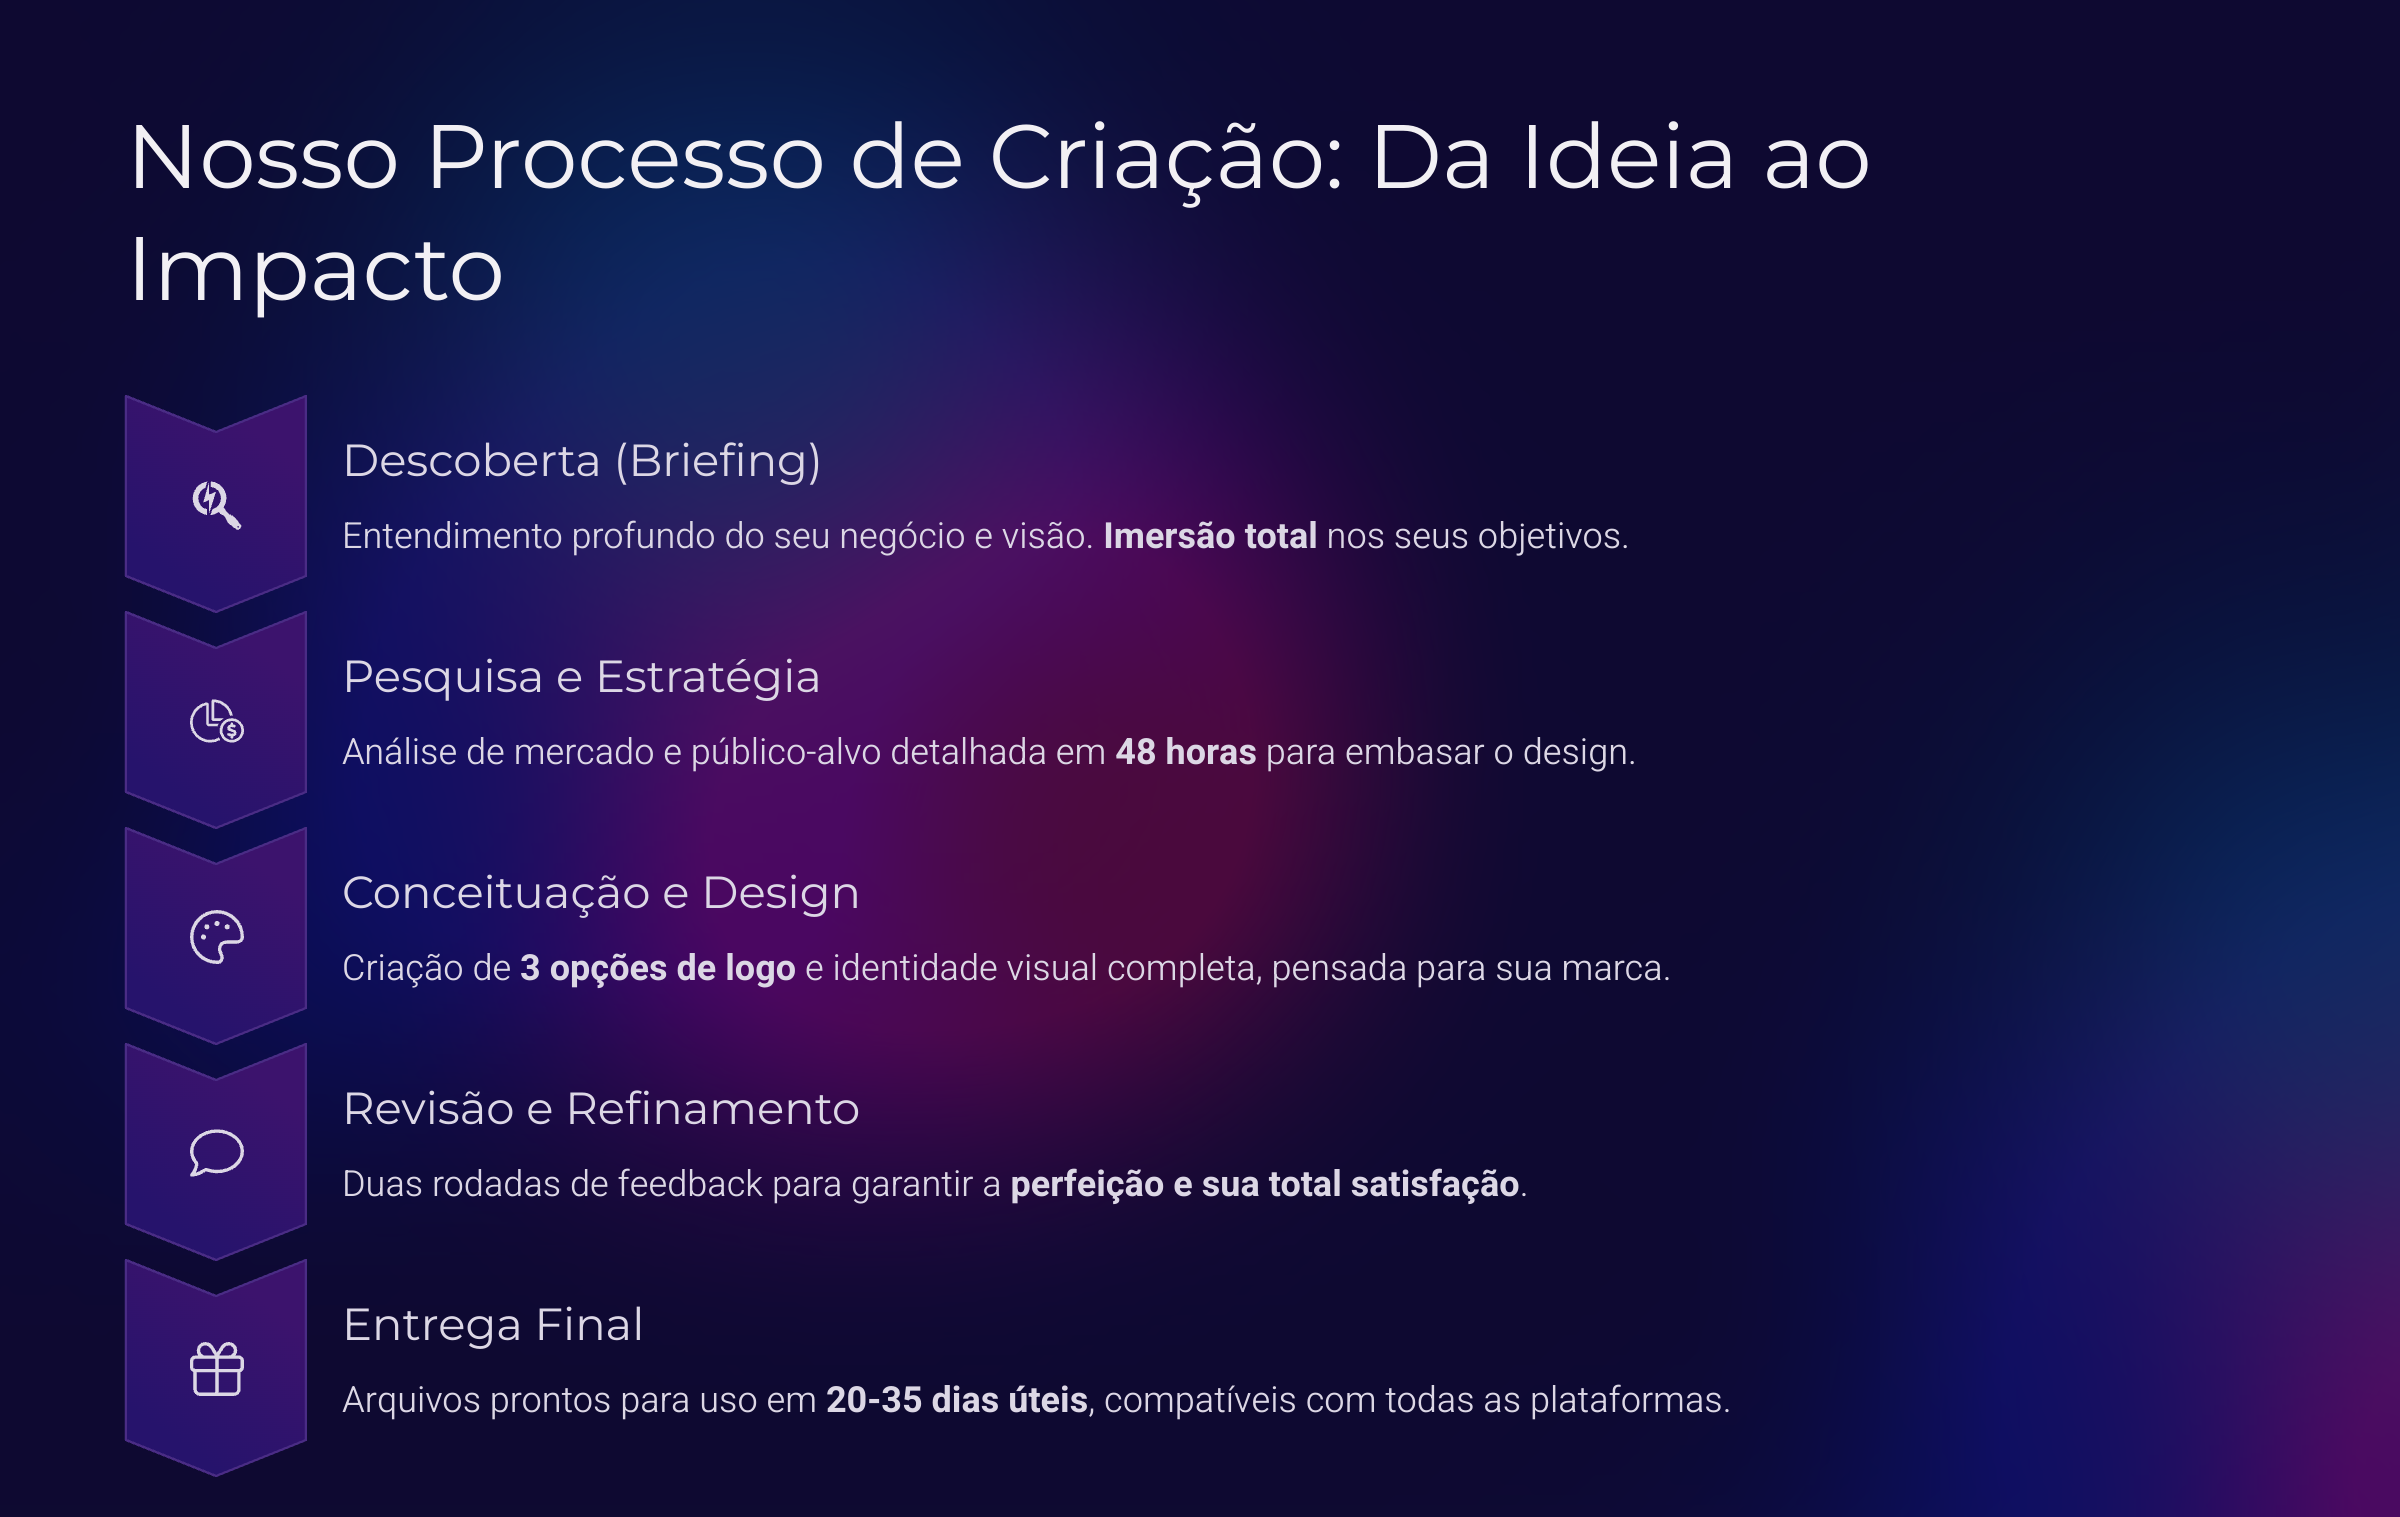 Nosso Processo de Criação: Da Ideia ao
Impacto
Descoberta (Briefing)
Entendimento profundo do seu negócio e visão. Imersão total nos seus objetivos.
Pesquisa e Estratégia
Análise de mercado e público-alvo detalhada em 48 horas para embasar o design.
Conceituação e Design
Criação de 3 opções de logo e identidade visual completa, pensada para sua marca.
Revisão e Refinamento
Duas rodadas de feedback para garantir a perfeição e sua total satisfação.
Entrega Final
Arquivos prontos para uso em 20-35 dias úteis, compatíveis com todas as plataformas.